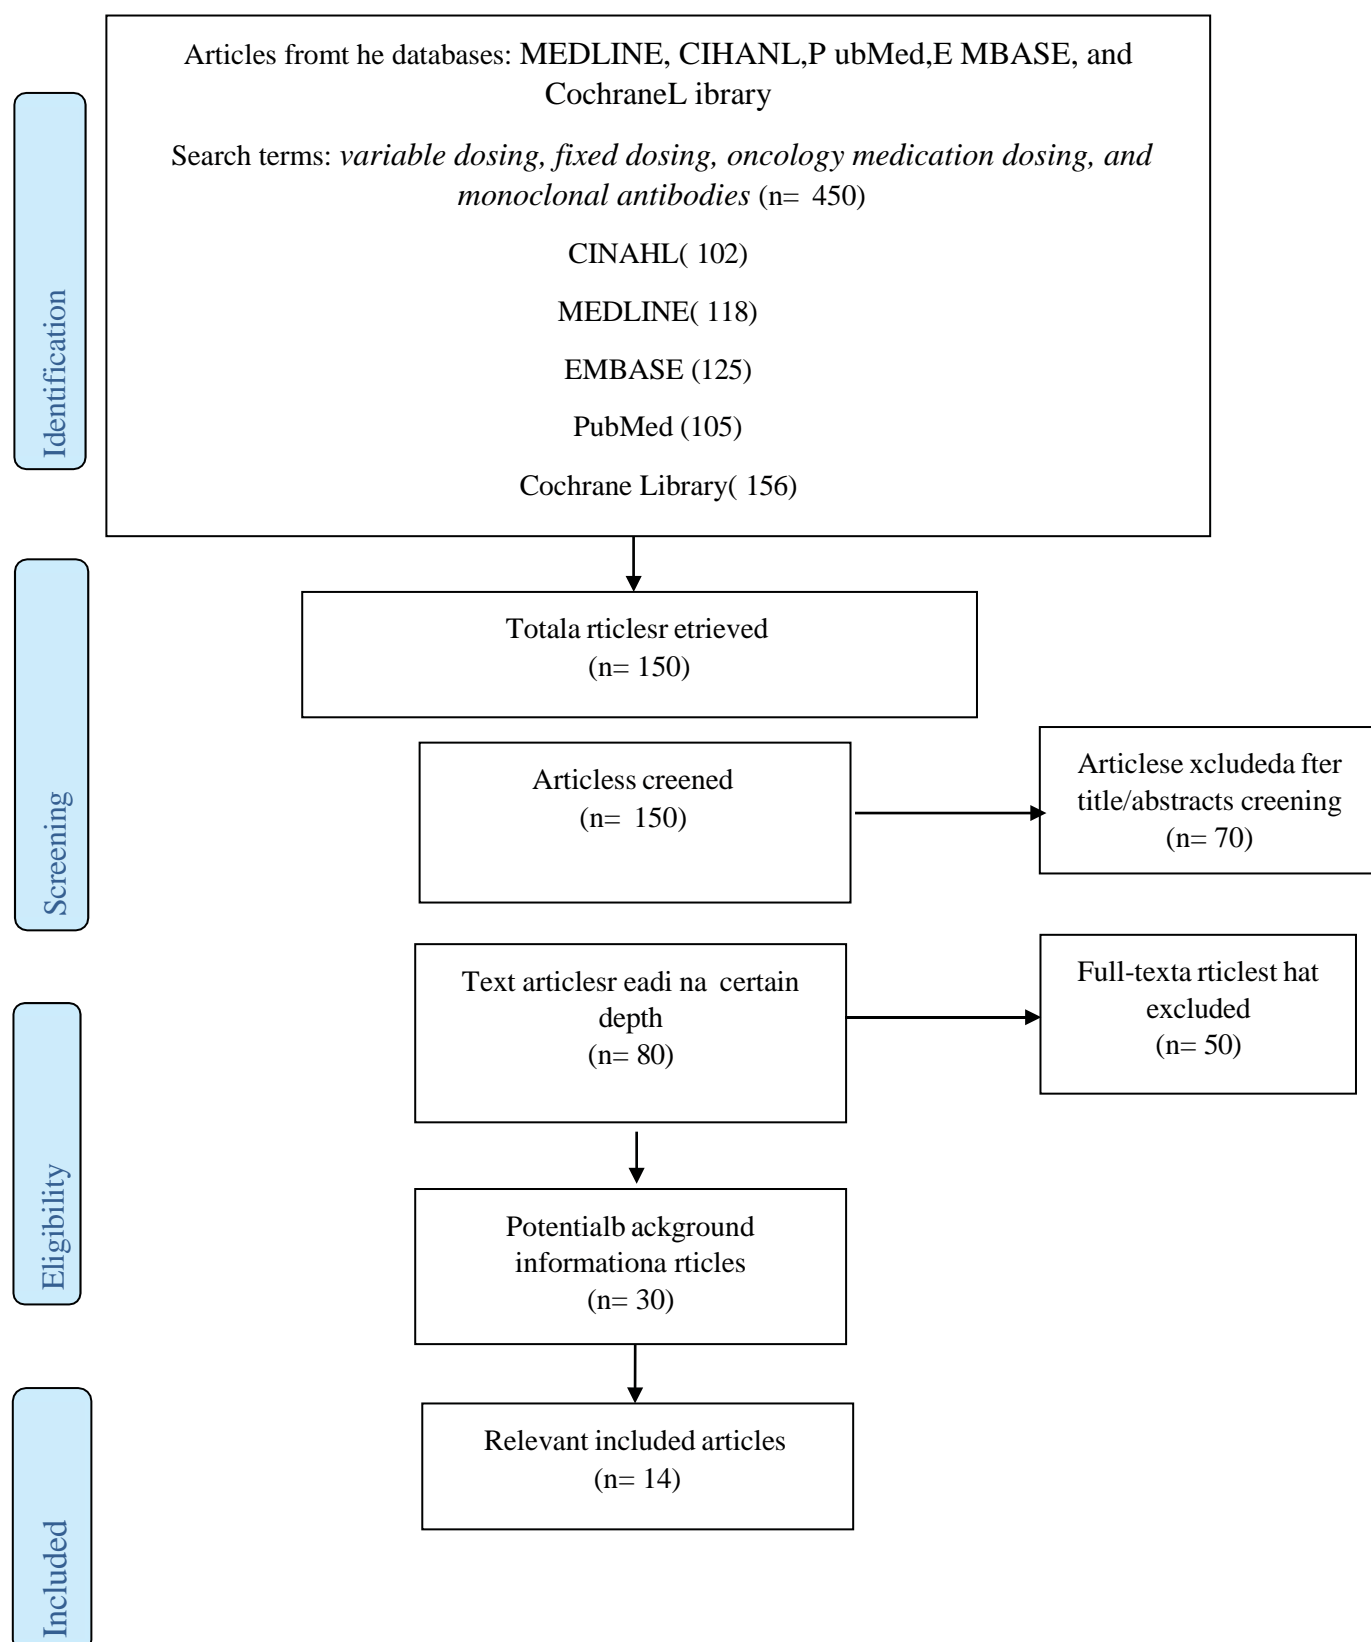 Articles fromt he databases: MEDLINE, CIHANL,P ubMed,E MBASE, and
CochraneL ibrary
Search terms: variable dosing, fixed dosing, oncology medication dosing, and
monoclonal antibodies (n= 450)
CINAHL( 102)
MEDLINE( 118)
EMBASE (125)
PubMed (105)
Cochrane Library( 156)
Identification
Totala rticlesr etrieved
(n= 150)
Articless creened
(n= 150)
Articlese xcludeda fter
title/abstracts creening
(n= 70)
Screening
Text articlesr eadi na certain
depth
(n= 80)
Full-texta rticlest hat
excluded
(n= 50)
Eligibility
Potentialb ackground
informationa rticles
(n= 30)
Relevant included articles
(n= 14)
Included